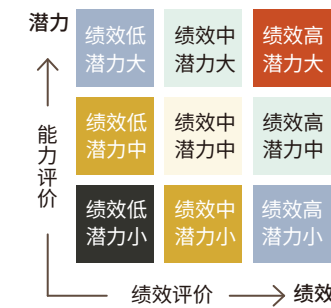 潜力
绩效低
潜力大
绩效中
潜力大
绩效高
潜力大
能力评价
绩效低
潜力中
绩效中
潜力中
绩效高
潜力中
绩效低
潜力小
绩效中
潜力小
绩效高
潜力小
绩效评价
绩效